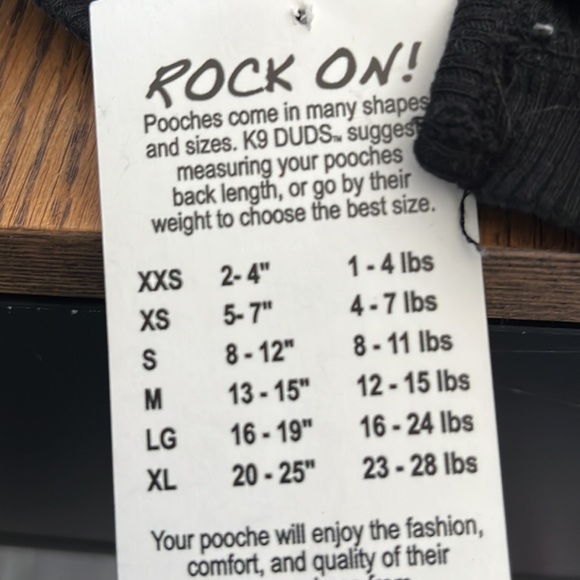 ROCK ON!
Pooches come in many shapes
and sizes. K9 DUDS™ sugges
measuring your pooches
back length, or go by their
weight to choose the best size.
XXS 2-4" 1 - 4 lbs
XS 5-7" 4 - 7 lbs
S 8 - 12" 8 - 11 lbs
M 13 - 15" 12 - 15 lbs
LG 16 - 19" 16 - 24 lbs
XL 20 - 25" 23 - 28 lbs
Your pooche will enjoy the fashion,
comfort, and quality of their